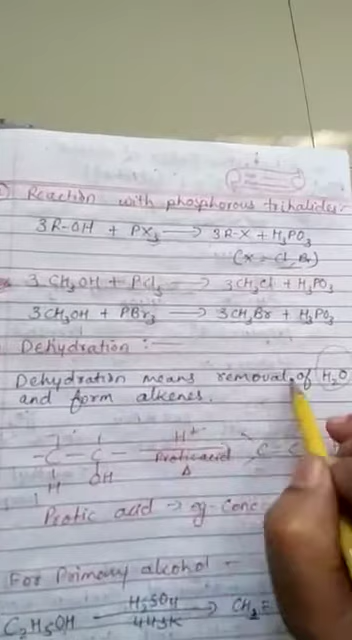 Reaction with phosphorous trihalides:-
3R-OH + PX₃ → 3R-X + H₃PO₃
(X = Cl, Br)
3 CH₃OH + PCl₃ → 3CH₃Cl + H₃PO₃
3CH₃OH + PBr₃ → 3CH₃Br + H₃PO₃
Dehydration :-
Dehydration means removal of H₂O
and form alkenes.
-C - C - H⁺ Protic acid Δ C = C
H OH
Protic acid → eg. Conc
For Primary alcohol -
C₂H₅OH H₂SO₄ 443K → CH₂=